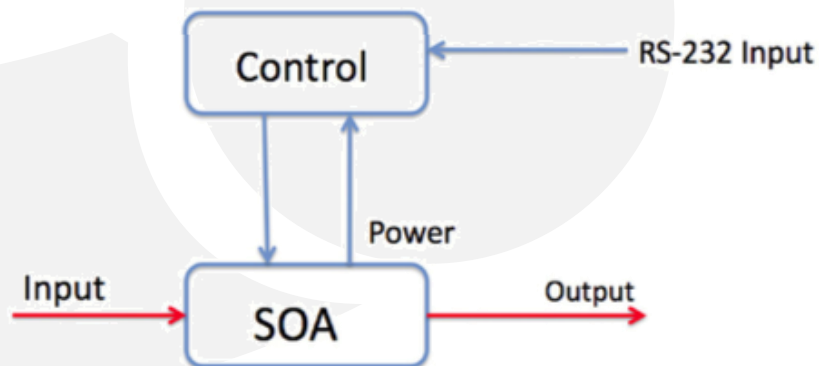 Control
RS-232 Input
Power
Input
Output
SOA